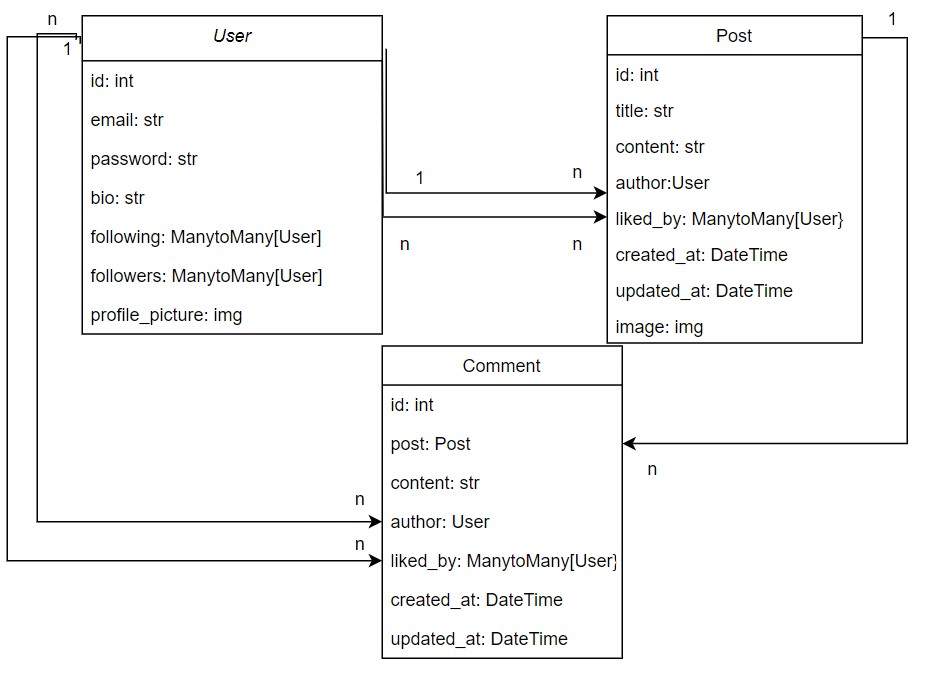 n
1
User
id: int
email: str
password: str
bio: str
following: ManytoMany[User]
followers: ManytoMany[User]
profile_picture: img
1
n
n
n
Post
id: int
title: str
content: str
author:User
liked_by: ManytoMany[User}
created_at: DateTime
updated_at: DateTime
image: img
1
n
Comment
id: int
post: Post
content: str
author: User
liked_by: ManytoMany[User}
created_at: DateTime
updated_at: DateTime
n
n